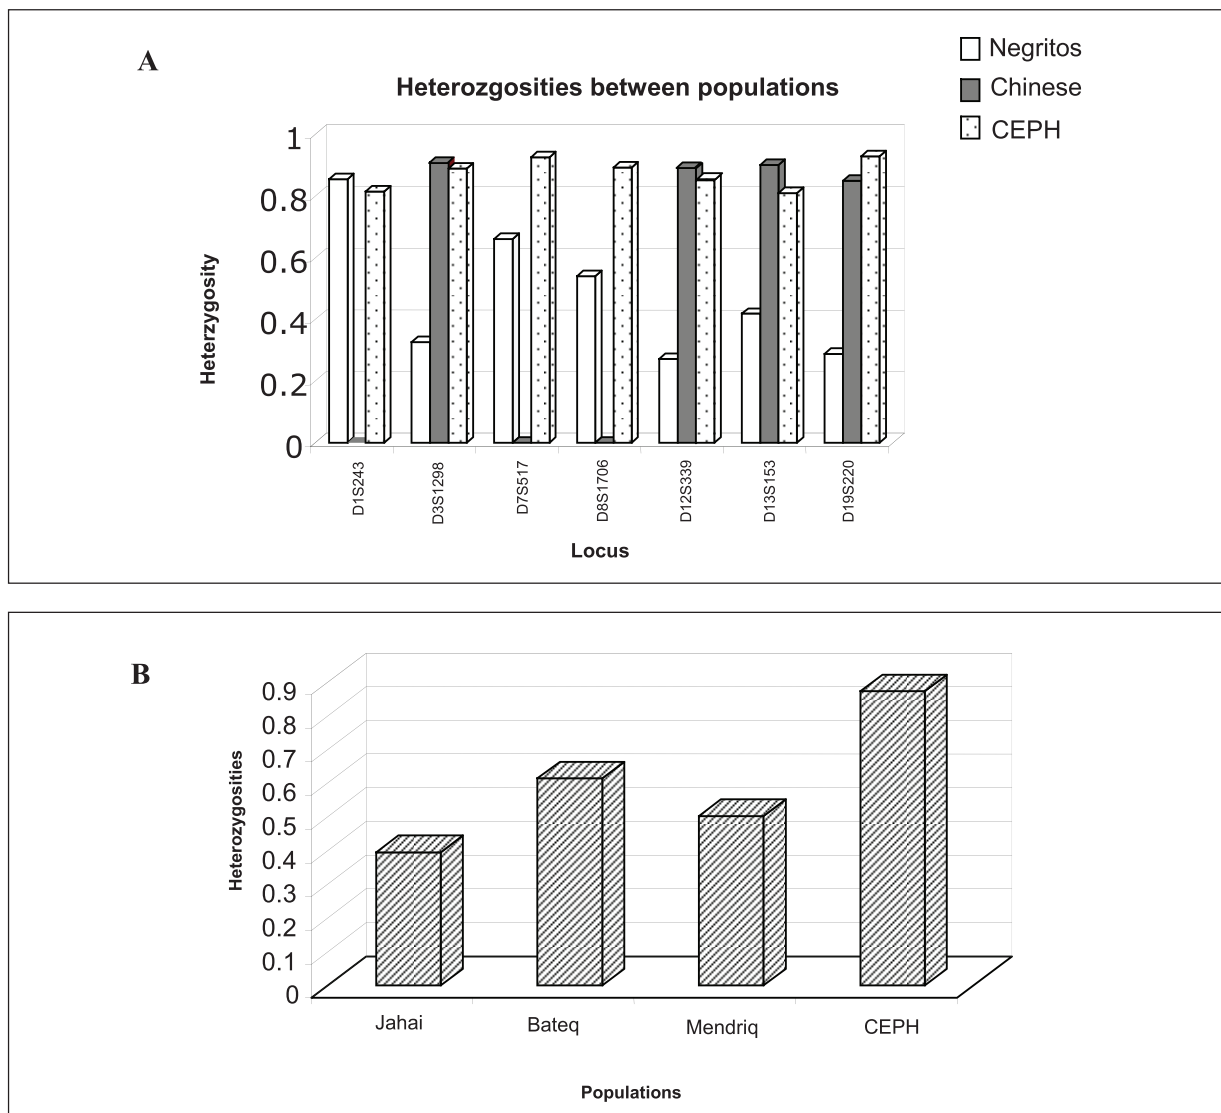 A
Negritos
Chinese
CEPH
Heterozgosities between populations
1
0.8
0.6
0.4
0.2
0
Heterzygosity
D1S243
D3S1298
D7S517
D8S1706
D12S339
D13S153
D19S220
Locus
B
0.9
0.8
0.7
0.6
0.5
0.4
0.3
0.2
0.1
0
Heterozygosities
Jahai
Bateq
Mendriq
CEPH
Populations